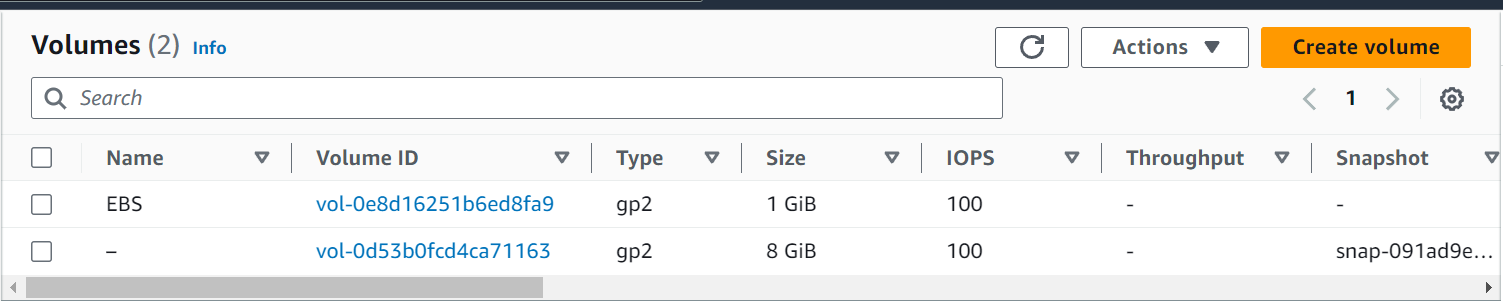 Volumes (2) Info
Actions
Create volume
Search
1
Name Volume ID Type Size IOPS Throughput Snapshot
EBS vol-0e8d16251b6ed8fa9 gp2 1 GiB 100 - -
– vol-0d53b0fcd4ca71163 gp2 8 GiB 100 - snap-091ad9e...